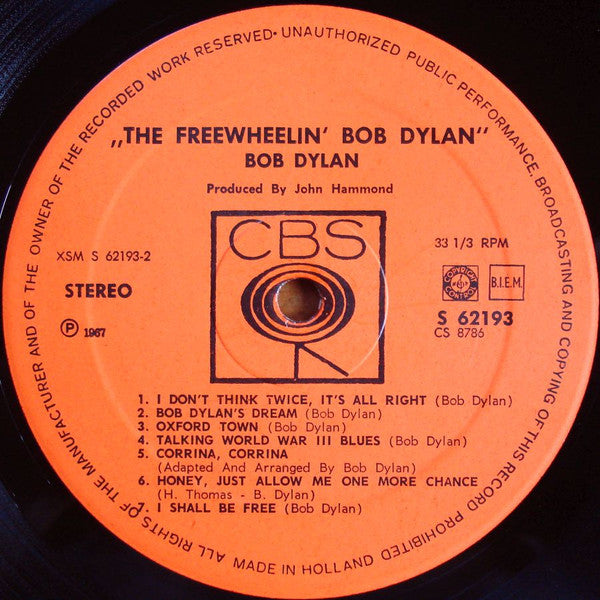 ALL RIGHTS OF THE MANUFACTURER AND OF THE OWNER OF THE RECORDED WORK RESERVED • UNAUTHORIZED PUBLIC PERFORMANCE, BROADCASTING AND COPYING OF THIS RECORD PROHIBITED
„THE FREEWHEELIN' BOB DYLAN"
BOB DYLAN
Produced By John Hammond
CBS
XSM S 62193-2
33 1/3 RPM
STEREO
COPYRIGHT CONTROL
B.I.E.M.
S 62193
CS 8786
Ⓟ 1967
1. I DON'T THINK TWICE, IT'S ALL RIGHT (Bob Dylan)
2. BOB DYLAN'S DREAM (Bob Dylan)
3. OXFORD TOWN (Bob Dylan)
4. TALKING WORLD WAR III BLUES (Bob Dylan)
5. CORRINA, CORRINA
(Adapted And Arranged By Bob Dylan)
6. HONEY, JUST ALLOW ME ONE MORE CHANCE
(H. Thomas - B. Dylan)
7. I SHALL BE FREE (Bob Dylan)
MADE IN HOLLAND